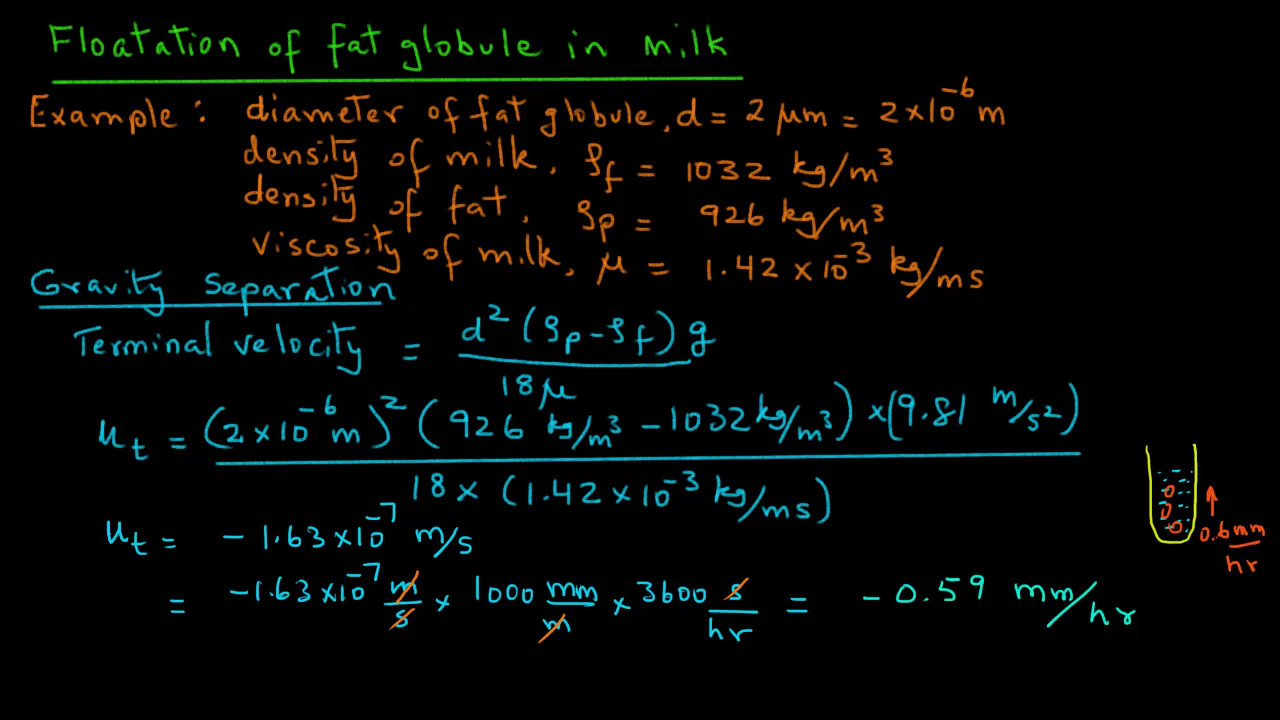 Floatation of fat globule in milk
Example: diameter of fat globule, d = 2 μm = 2×10⁻⁶ m
density of milk, ρf = 1032 kg/m³
density of fat, ρp = 926 kg/m³
viscosity of milk, μ = 1.42×10⁻³ kg/ms
Gravity Separation
Terminal velocity = d² (ρp-ρf) g / 18μ
ut = (2×10⁻⁶ m)² (926 kg/m³ - 1032 kg/m³) × (9.81 m/s²) / 18 × (1.42×10⁻³ kg/ms)
ut = -1.63×10⁻⁷ m/s
= -1.63×10⁻⁷ m/s × 1000 mm/m × 3600 s/hr = -0.59 mm/hr
0.6 mm/hr